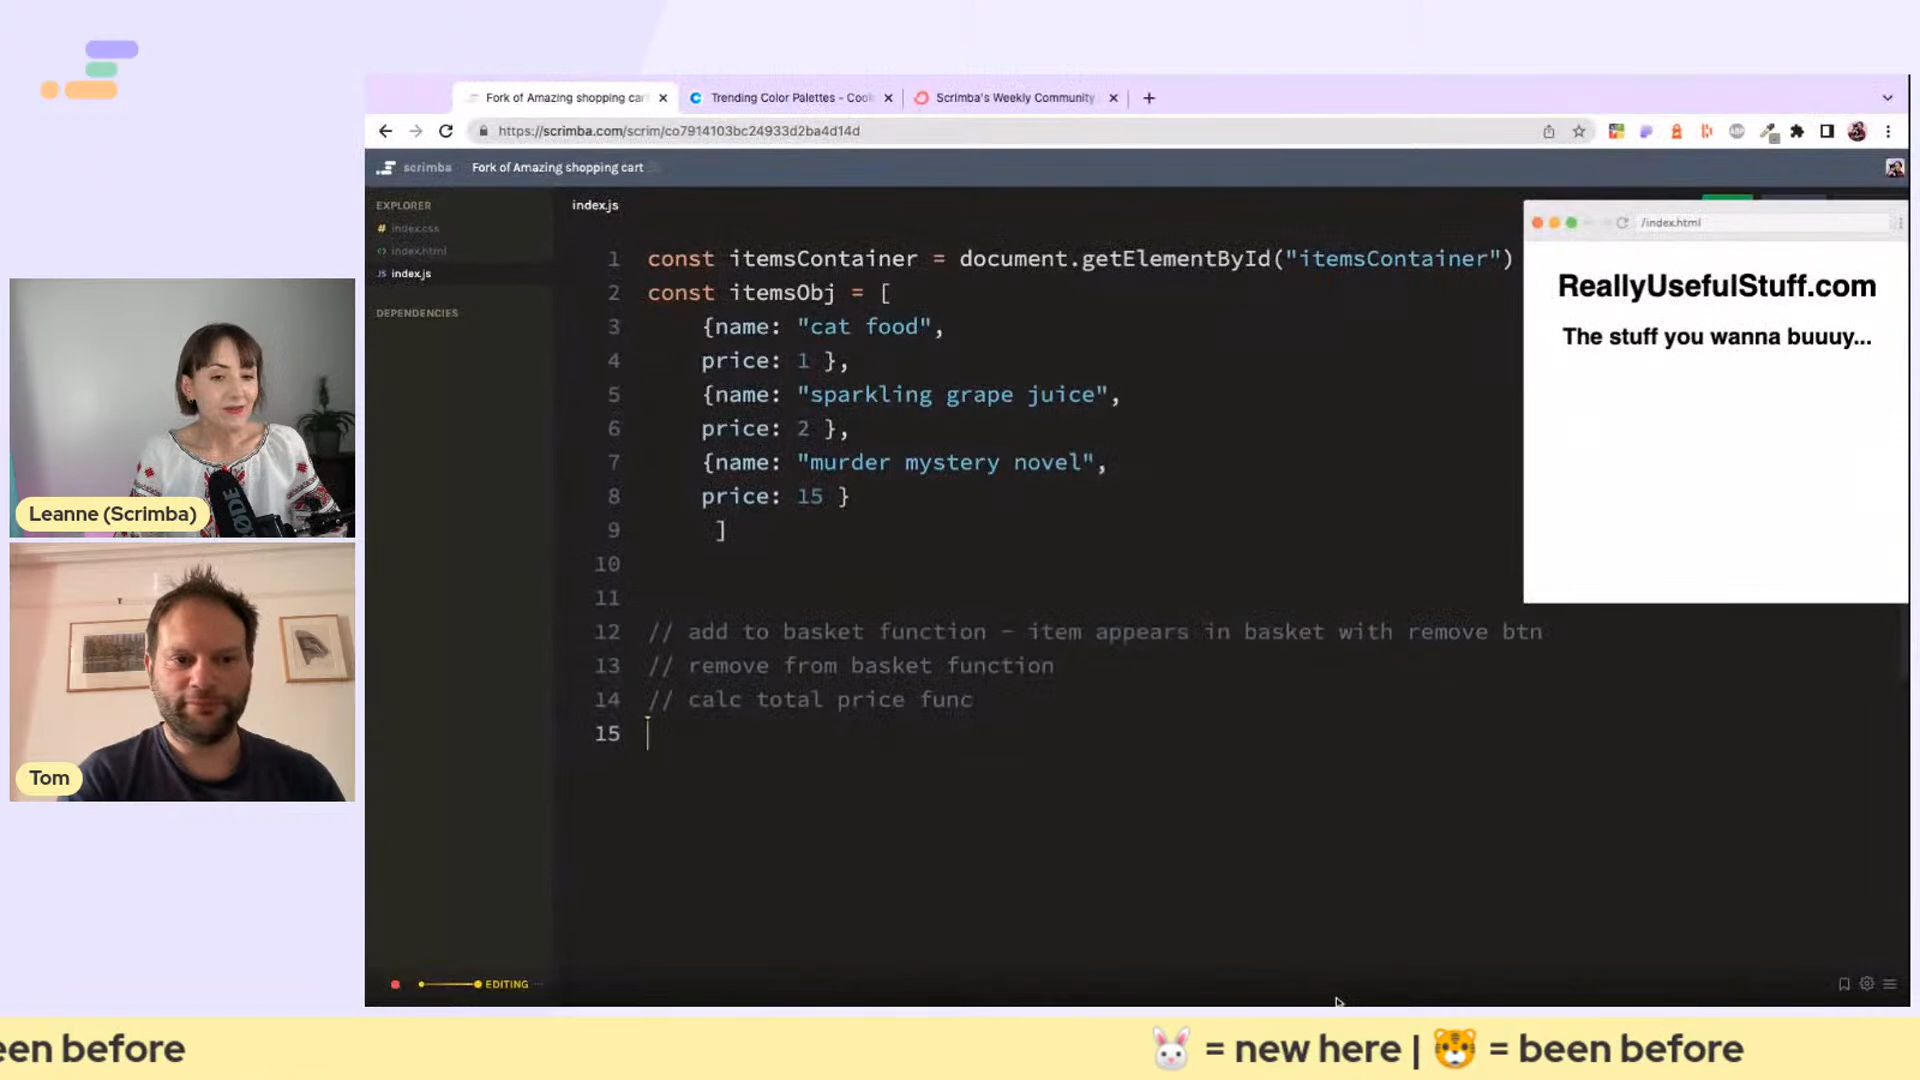 Fork of Amazing shopping car
Trending Color Palettes - Coo
Scrimba's Weekly Community
https://scrimba.com/scrim/co7914103bc24933d2ba4d14d
scrimba
Fork of Amazing shopping cart
EXPLORER
# index.css
<> index.html
JS index.js
DEPENDENCIES
index.js
1 const itemsContainer = document.getElementById("itemsContainer")
2 const itemsObj = [
3 {name: "cat food",
4 price: 1 },
5 {name: "sparkling grape juice",
6 price: 2 },
7 {name: "murder mystery novel",
8 price: 15 }
9 ]
10
11
12 // add to basket function - item appears in basket with remove btn
13 // remove from basket function
14 // calc total price func
15
/index.html
ReallyUsefulStuff.com
The stuff you wanna buuuy...
RØDE
Leanne (Scrimba)
Tom
EDITING
een before
🐰 = new here | 🐯 = been before